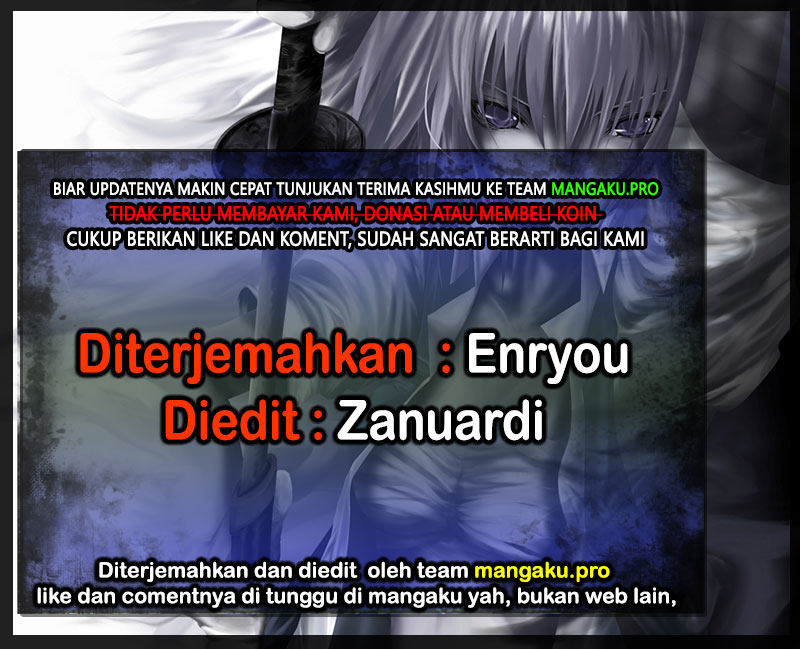 BIAR UPDATENYA MAKIN CEPAT TUNJUKAN TERIMA KASIHMU KE TEAM MANGAKU.PRO
TIDAK PERLU MEMBAYAR KAMI, DONASI ATAU MEMBELI KOIN
CUKUP BERIKAN LIKE DAN KOMENT, SUDAH SANGAT BERARTI BAGI KAMI
Diterjemahkan : Enryou
Diedit : Zanuardi
Diterjemahkan dan diedit oleh team mangaku.pro
like dan comentnya di tunggu di mangaku yah, bukan web lain,